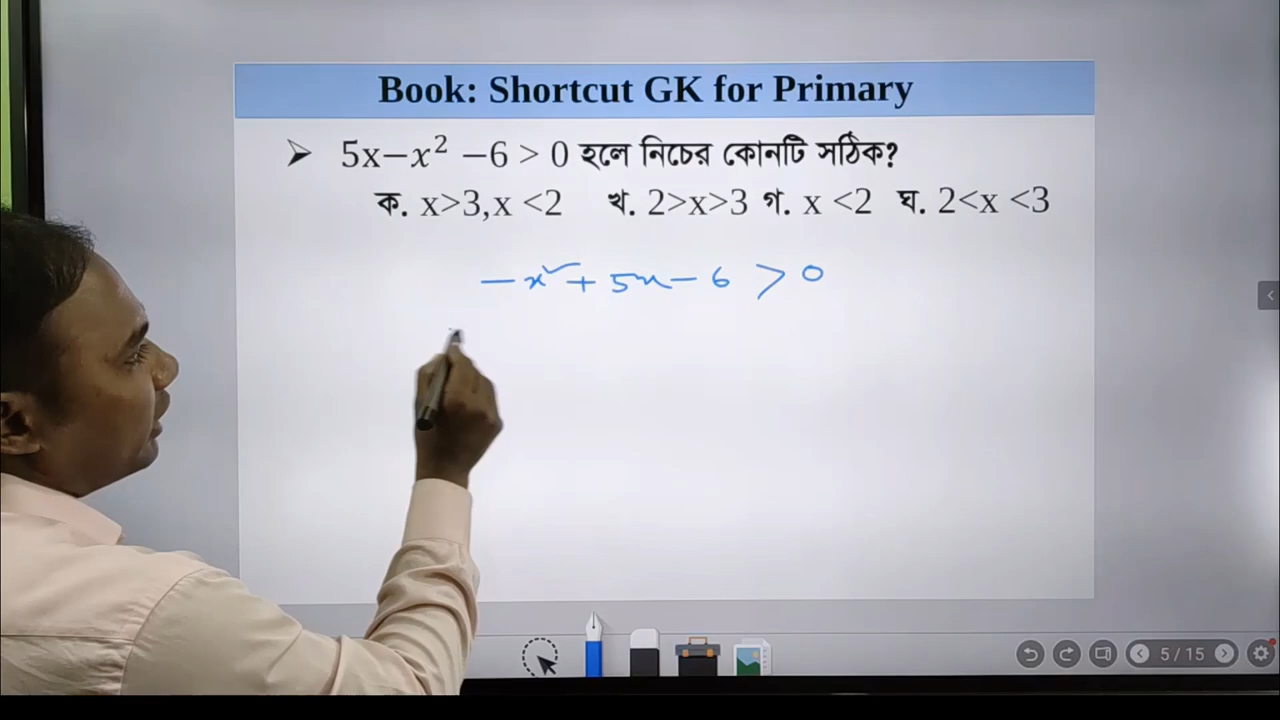 Book: Shortcut GK for Primary
➢ 5x−x² −6 > 0 হলে নিচের কোনটি সঠিক?
ক. x>3,x <2 খ. 2>x>3 গ. x <2 ঘ. 2<x <3
−x² + 5x − 6 > 0
5 / 15